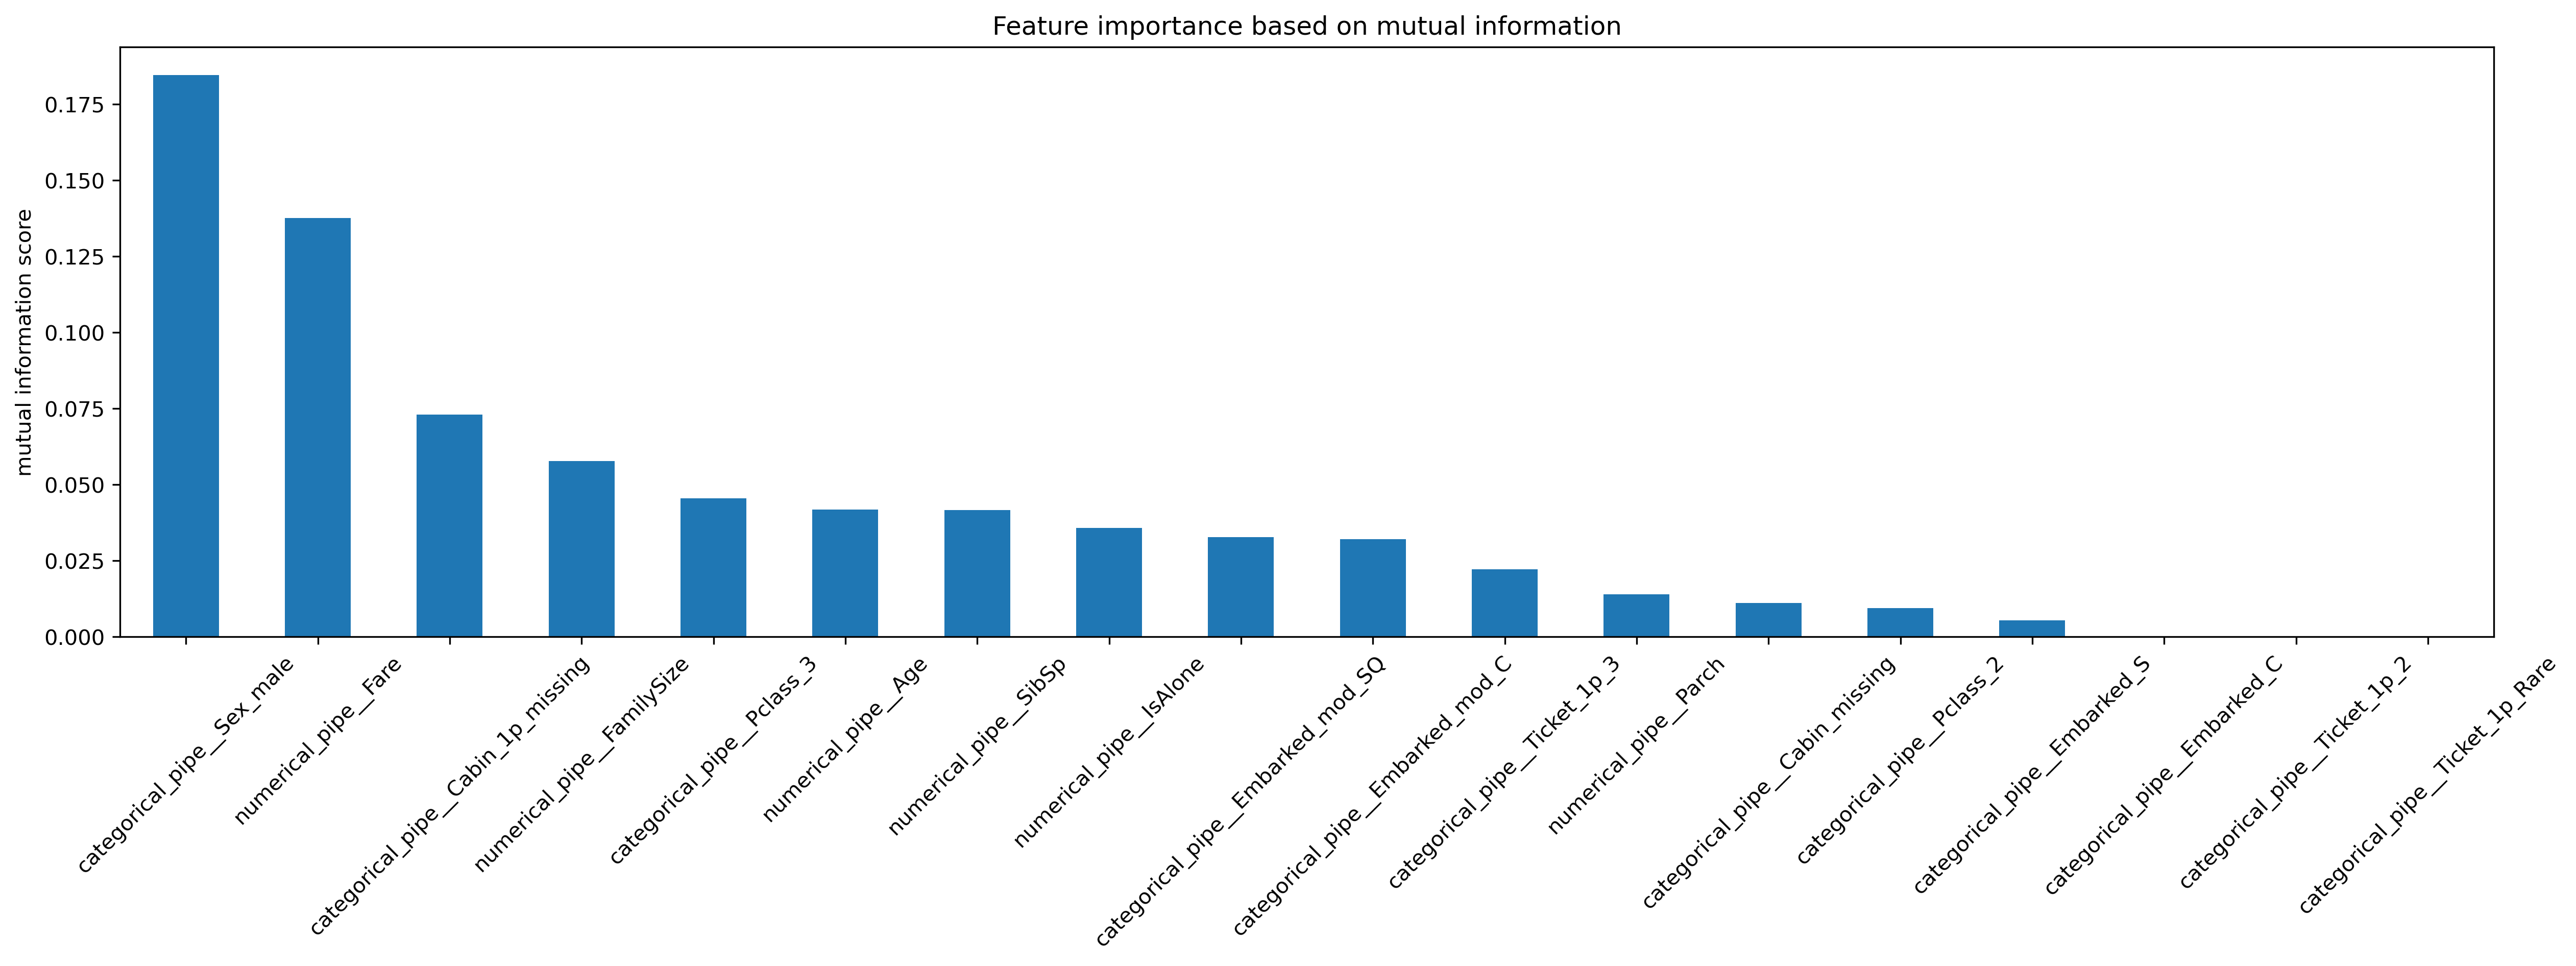 Feature importance based on mutual information
mutual information score
0.175
0.150
0.125
0.100
0.075
0.050
0.025
0.000
categorical_pipe__Sex_male
numerical_pipe__Fare
categorical_pipe__Cabin_1p_missing
numerical_pipe__FamilySize
categorical_pipe__Pclass_3
numerical_pipe__Age
numerical_pipe__SibSp
numerical_pipe__IsAlone
categorical_pipe__Embarked_mod_SQ
categorical_pipe__Embarked_mod_C
categorical_pipe__Ticket_1p_3
numerical_pipe__Parch
categorical_pipe__Cabin_missing
categorical_pipe__Pclass_2
categorical_pipe__Embarked_S
categorical_pipe__Embarked_C
categorical_pipe__Ticket_1p_2
categorical_pipe__Ticket_1p_Rare